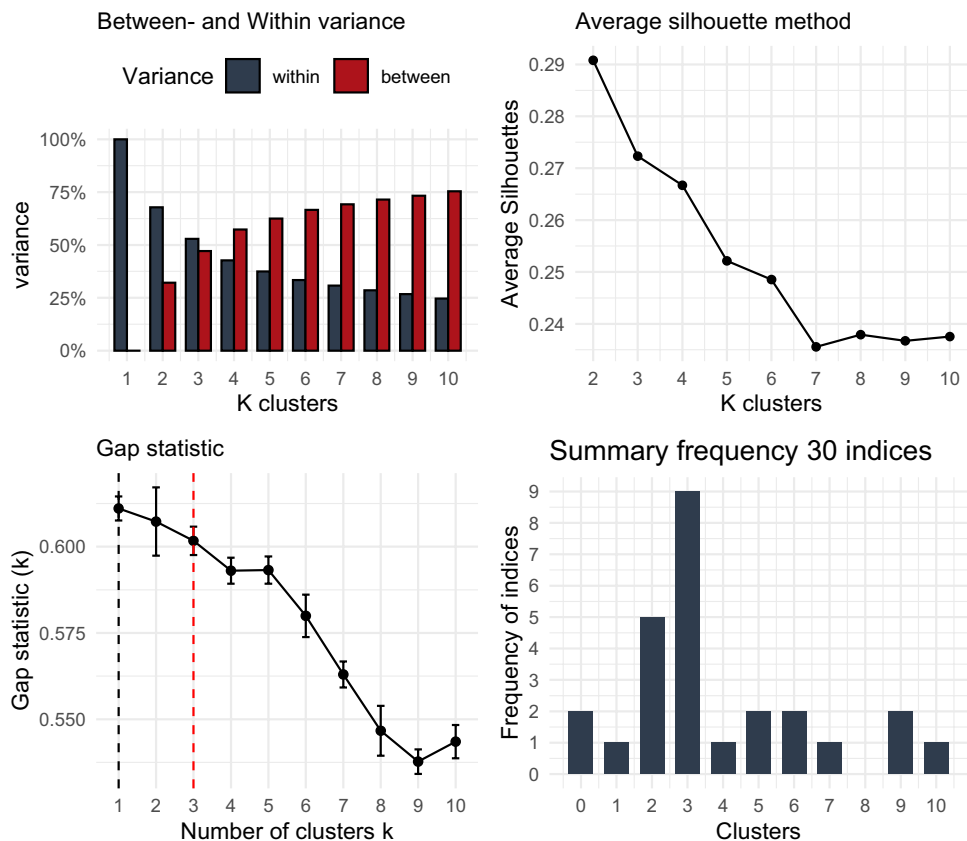 Between- and Within variance
Variance within between
100%
75%
50%
25%
0%
variance
1 2 3 4 5 6 7 8 9 10
K clusters
Average silhouette method
0.29
0.28
0.27
0.26
0.25
0.24
Average Silhouettes
2 3 4 5 6 7 8 9 10
K clusters
Gap statistic
0.600
0.575
0.550
Gap statistic (k)
1 2 3 4 5 6 7 8 9 10
Number of clusters k
Summary frequency 30 indices
9
8
7
6
5
4
3
2
1
0
Frequency of indices
0 1 2 3 4 5 6 7 8 9 10
Clusters